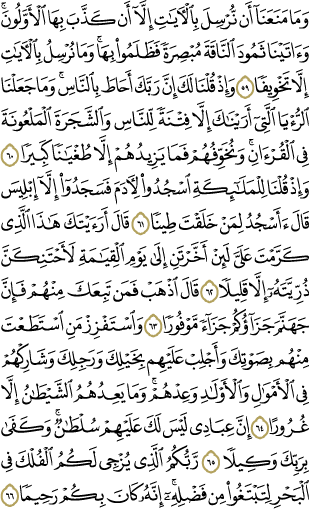 وَمَا مَنَعَنَآ أَن نُّرْسِلَ بِٱلْءَايَٰتِ إِلَّآ أَن كَذَّبَ بِهَا ٱلْأَوَّلُونَۚ
وَءَاتَيْنَا ثَمُودَ ٱلنَّاقَةَ مُبْصِرَةً فَظَلَمُوا۟ بِهَاۚ وَمَا نُرْسِلُ بِٱلْءَايَٰتِ
إِلَّا تَخْوِيفًا ٥٩ وَإِذْ قُلْنَا لَكَ إِنَّ رَبَّكَ أَحَاطَ بِٱلنَّاسِۚ وَمَا جَعَلْنَا
ٱلرُّءْيَا ٱلَّتِىٓ أَرَيْنَٰكَ إِلَّا فِتْنَةً لِّلنَّاسِ وَٱلشَّجَرَةَ ٱلْمَلْعُونَةَ
فِى ٱلْقُرْءَانِۚ وَنُخَوِّفُهُمْ فَمَا يَزِيدُهُمْ إِلَّا طُغْيَٰنًا كَبِيرًا ٦٠
وَإِذْ قُلْنَا لِلْمَلَٰٓئِكَةِ ٱسْجُدُوا۟ لِءَادَمَ فَسَجَدُوٓا۟ إِلَّآ إِبْلِيسَ
قَالَ ءَأَسْجُدُ لِمَنْ خَلَقْتَ طِينًا ٦١ قَالَ أَرَءَيْتَكَ هَٰذَا ٱلَّذِى
كَرَّمْتَ عَلَىَّ لَئِنْ أَخَّرْتَنِ إِلَىٰ يَوْمِ ٱلْقِيَٰمَةِ لَأَحْتَنِكَنَّ
ذُرِّيَّتَهُۥٓ إِلَّا قَلِيلًا ٦٢ قَالَ ٱذْهَبْ فَمَن تَبِعَكَ مِنْهُمْ فَإِنَّ
جَهَنَّمَ جَزَآؤُكُمْ جَزَآءً مَّوْفُورًا ٦٣ وَٱسْتَفْزِزْ مَنِ ٱسْتَطَعْتَ
مِنْهُم بِصَوْتِكَ وَأَجْلِبْ عَلَيْهِم بِخَيْلِكَ وَرَجِلِكَ وَشَارِكْهُمْ
فِى ٱلْأَمْوَٰلِ وَٱلْأَوْلَٰدِ وَعِدْهُمْۚ وَمَا يَعِدُهُمُ ٱلشَّيْطَٰنُ إِلَّا
غُرُورًا ٦٤ إِنَّ عِبَادِى لَيْسَ لَكَ عَلَيْهِمْ سُلْطَٰنٌۚ وَكَفَىٰ
بِرَبِّكَ وَكِيلًا ٦٥ رَّبُّكُمُ ٱلَّذِى يُزْجِى لَكُمُ ٱلْفُلْكَ فِى
ٱلْبَحْرِ لِتَبْتَغُوا۟ مِن فَضْلِهِۦٓۚ إِنَّهُۥ كَانَ بِكُمْ رَحِيمًا ٦٦